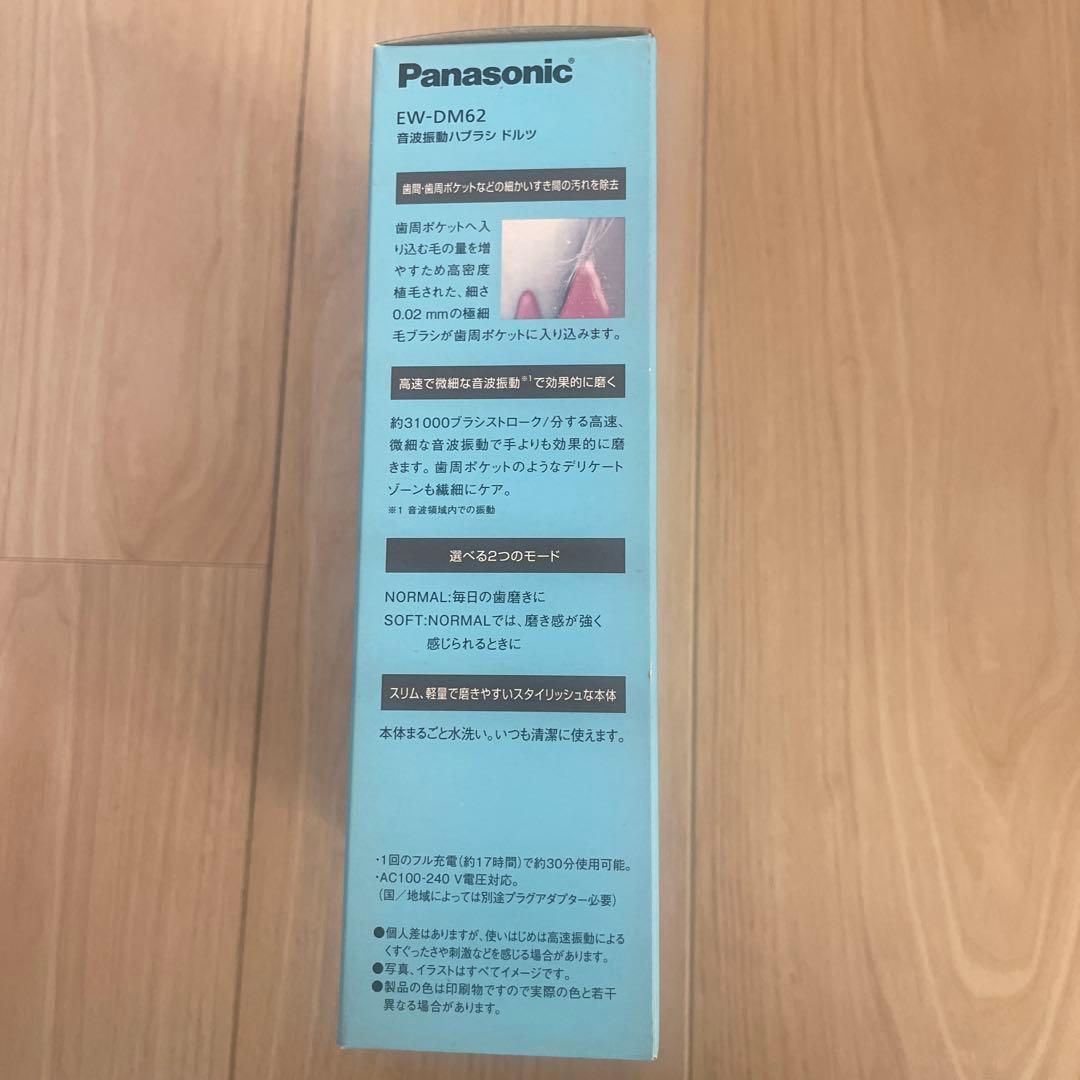 Panasonic®
EW-DM62
音波振動ハブラシ ドルツ
歯間・歯周ポケットなどの細かいすき間の汚れを除去
歯周ポケットへ入
り込む毛の量を増
やすため高密度
植毛された、細さ
0.02 mmの極細
毛ブラシが歯周ポケットに入り込みます。
高速で微細な音波振動※1で効果的に磨く
約31000ブラシストローク/分する高速、
微細な音波振動で手よりも効果的に磨
きます。歯周ポケットのようなデリケート
ゾーンも繊細にケア。
※1 音波領域内での振動
選べる2つのモード
NORMAL:毎日の歯磨きに
SOFT:NORMALでは、磨き感が強く
感じられるときに
スリム、軽量で磨きやすいスタイリッシュな本体
本体まるごと水洗い。いつも清潔に使えます。
・1回のフル充電(約17時間)で約30分使用可能。
・AC100-240 V電圧対応。
(国/地域によっては別途プラグアダプター必要)
●個人差はありますが、使いはじめは高速振動による
くすぐったさや刺激などを感じる場合があります。
●写真、イラストはすべてイメージです。
●製品の色は印刷物ですので実際の色と若干
異なる場合があります。